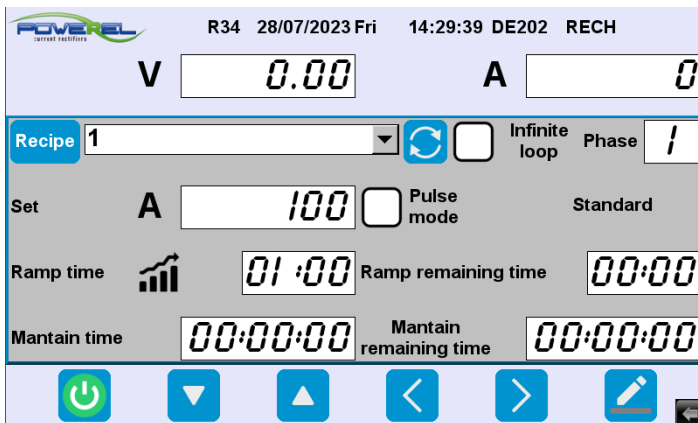 POWEREL
current rectifiers
R34 28/07/2023 Fri 14:29:39 DE202 RECH
V 0.00 A 0
Recipe 1 Infinite loop Phase 1
Set A 100 Pulse mode Standard
Ramp time 01:00 Ramp remaining time 00:00
Mantain time 00:00:00 Mantain remaining time 00:00:00